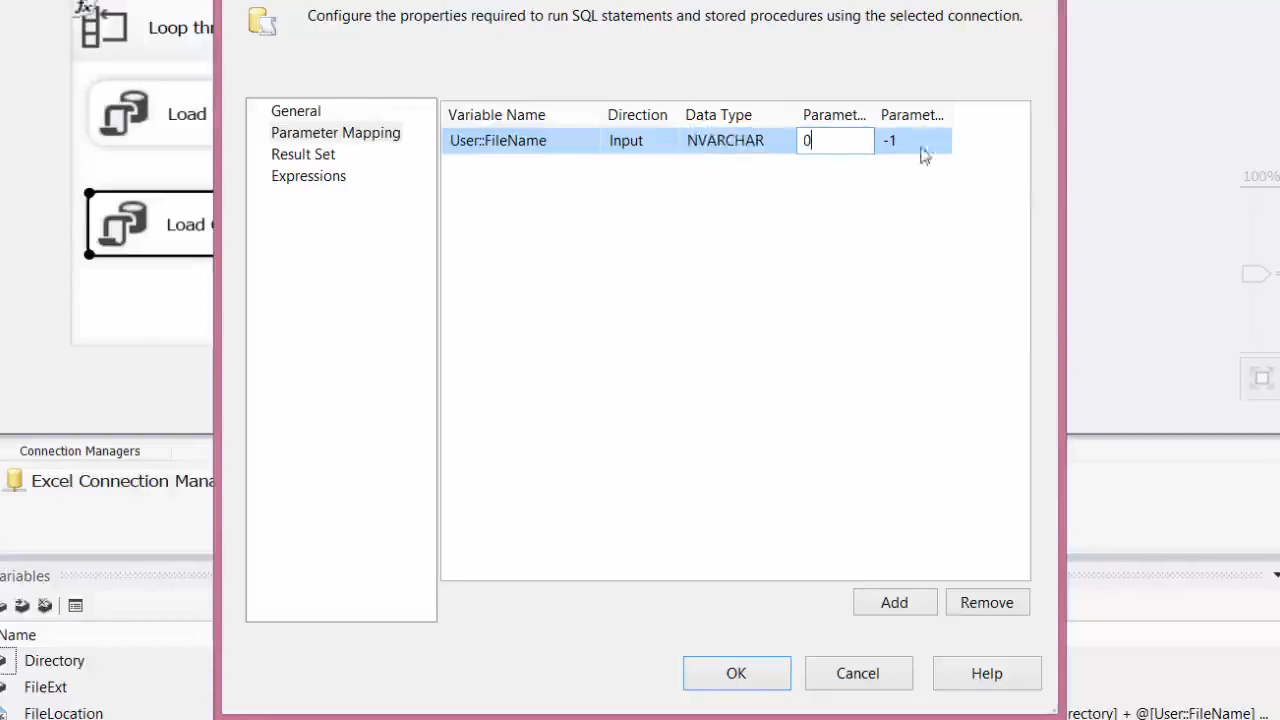 Configure the properties required to run SQL statements and stored procedures using the selected connection.
fx
Loop thr
Load
Load
General
Parameter Mapping
Result Set
Expressions
Variable Name Direction Data Type Paramet... Paramet...
User::FileName Input NVARCHAR 0 -1
100%
Connection Managers
Excel Connection Mana
ariables
Add Remove
Name
Directory
FileExt
FileLocation
OK Cancel Help
rectory] + @[User::FileName] ...